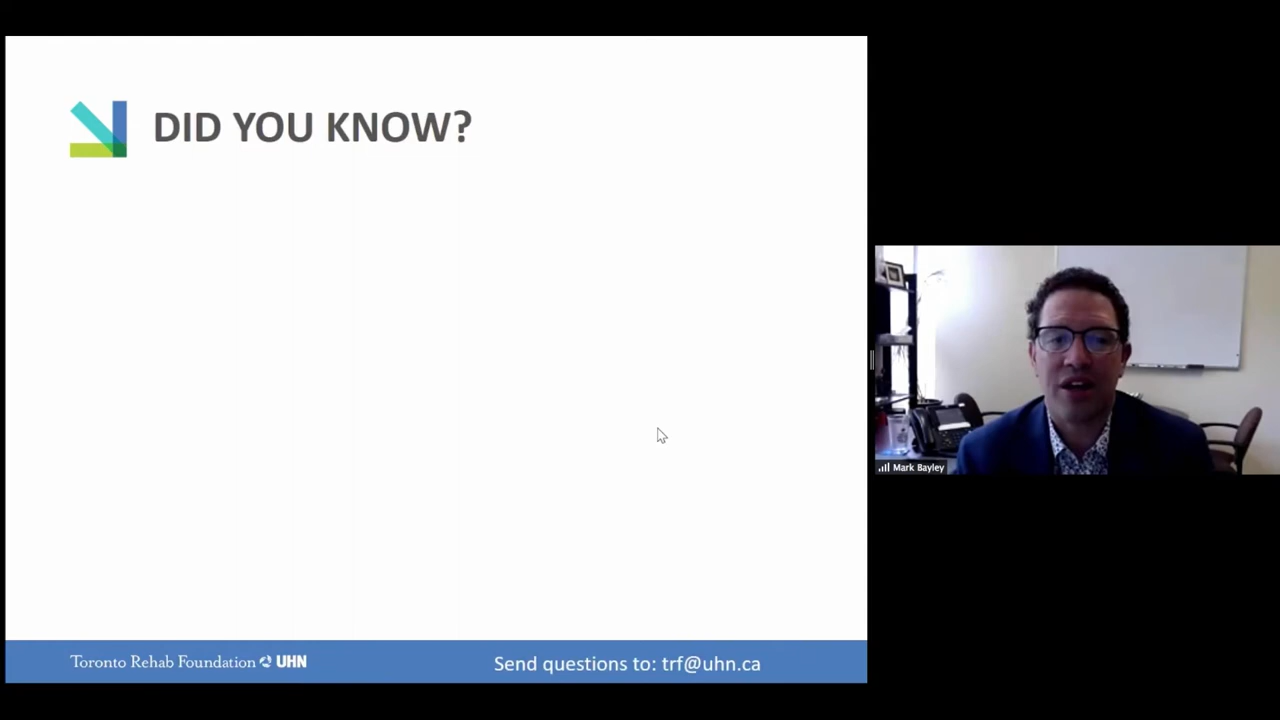 DID YOU KNOW?
Toronto Rehab Foundation UHN
Send questions to: trf@uhn.ca
Mark Bayley